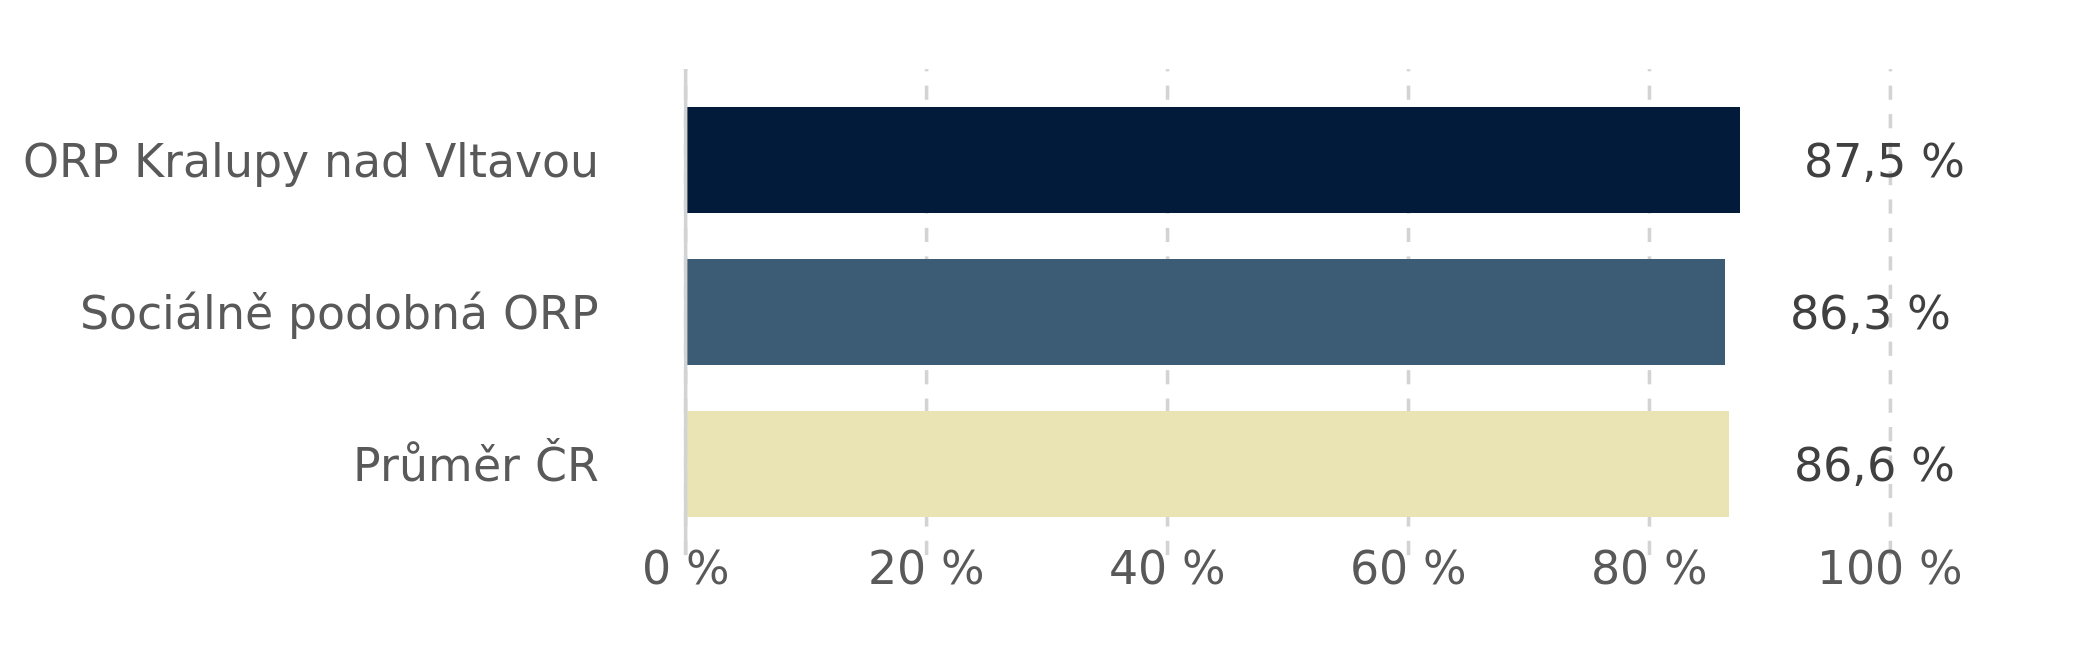 ORP Kralupy nad Vltavou 87,5 %
Sociálně podobná ORP 86,3 %
Průměr ČR 86,6 %
0 % 20 % 40 % 60 % 80 % 100 %